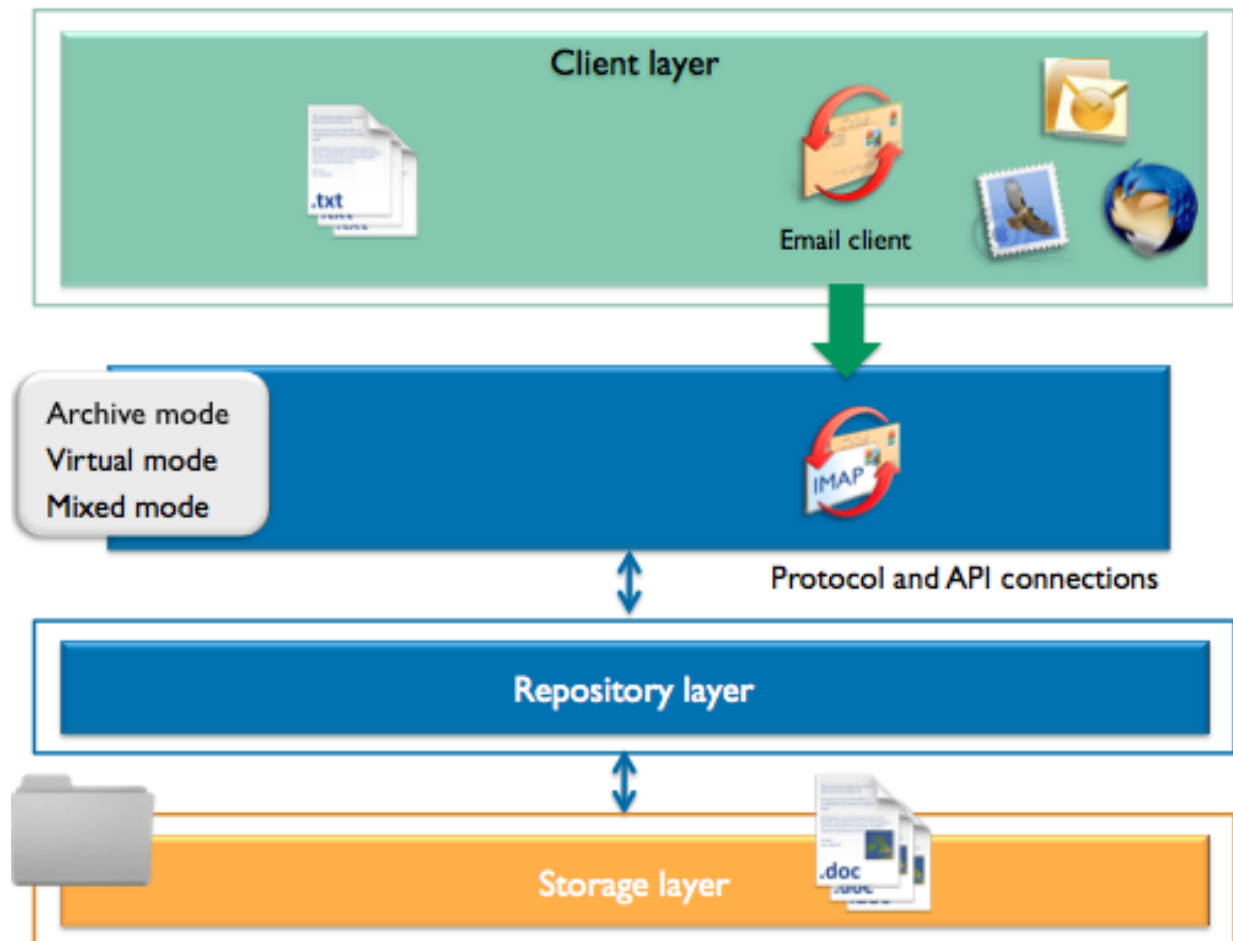 Client layer
.txt
Email client
Archive mode
Virtual mode
Mixed mode
IMAP
Protocol and API connections
Repository layer
Storage layer
.doc
.doc